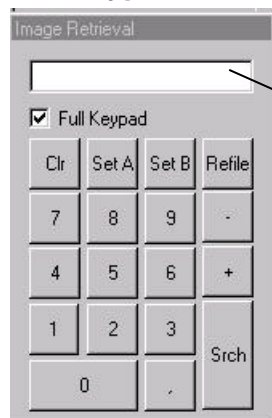 Image Retrieval
Full Keypad
Clr Set A Set B Refile
7 8 9 -
4 5 6 +
1 2 3
Srch
0 ,